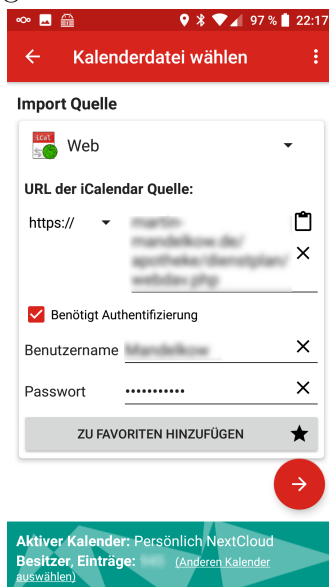 97 % 22:17
Kalenderdatei wählen
Import Quelle
iCal
Web
URL der iCalendar Quelle:
https://
Benötigt Authentifizierung
Benutzername
Passwort •••••••••••
ZU FAVORITEN HINZUFÜGEN
Aktiver Kalender: Persönlich NextCloud
Besitzer, Einträge: (Anderen Kalender
auswählen)